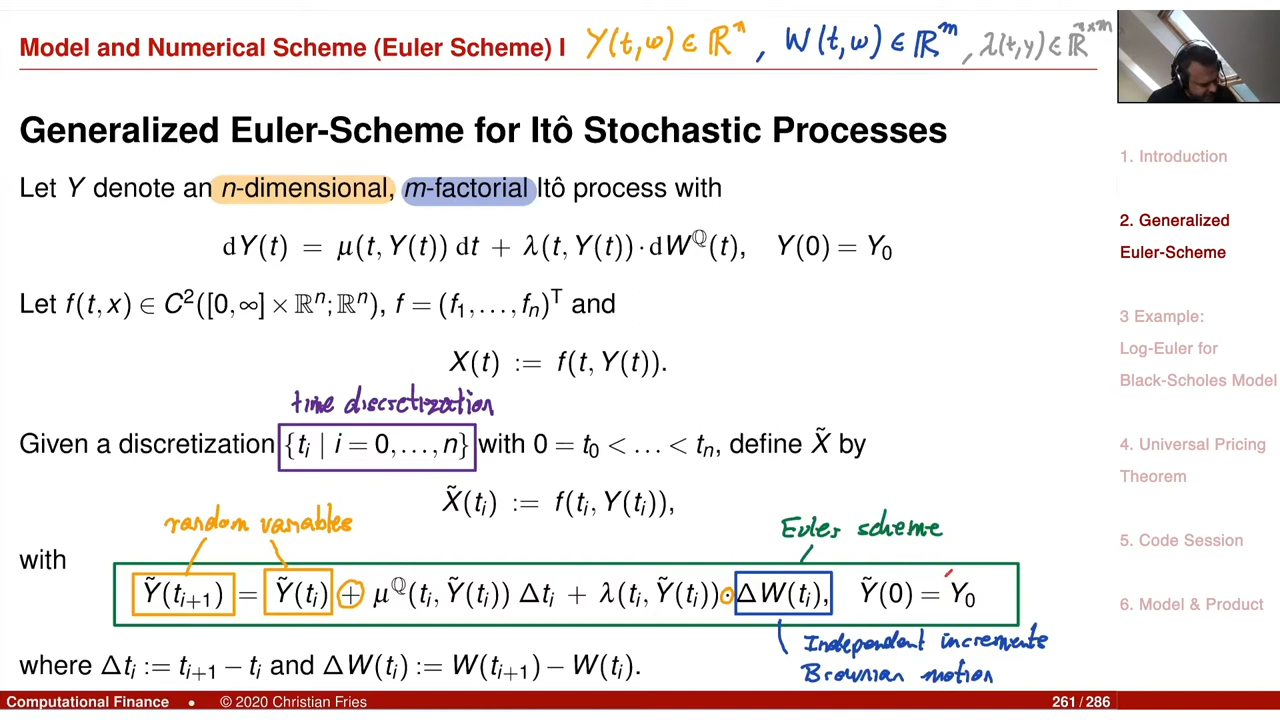 Model and Numerical Scheme (Euler Scheme) I Y(t,ω) ∈ ℝⁿ , W(t,ω) ∈ ℝᵐ , λ(t,y) ∈ ℝⁿˣᵐ
Generalized Euler-Scheme for Itô Stochastic Processes
Let Y denote an n-dimensional, m-factorial Itô process with
dY(t) = μ(t, Y(t)) dt + λ(t, Y(t)) · dW^ℚ(t), Y(0) = Y₀
Let f(t, x) ∈ C²([0, ∞] × ℝⁿ; ℝⁿ), f = (f₁, …, fₙ)ᵀ and
X(t) := f(t, Y(t)).
time discretization
Given a discretization {tᵢ | i = 0, …, n} with 0 = t₀ < … < tₙ, define X̃ by
X̃(tᵢ) := f(tᵢ, Y(tᵢ)),
random variables
Euler scheme
with
Ỹ(tᵢ₊₁) = Ỹ(tᵢ) + μ^ℚ(tᵢ, Ỹ(tᵢ)) Δtᵢ + λ(tᵢ, Ỹ(tᵢ)) · ΔW(tᵢ), Ỹ(0) = Y₀
Independent increments
Brownian motion
where Δtᵢ := tᵢ₊₁ − tᵢ and ΔW(tᵢ) := W(tᵢ₊₁) − W(tᵢ).
1. Introduction
2. Generalized
Euler-Scheme
3 Example:
Log-Euler for
Black-Scholes Model
4. Universal Pricing
Theorem
5. Code Session
6. Model & Product
Computational Finance • © 2020 Christian Fries 261 / 286